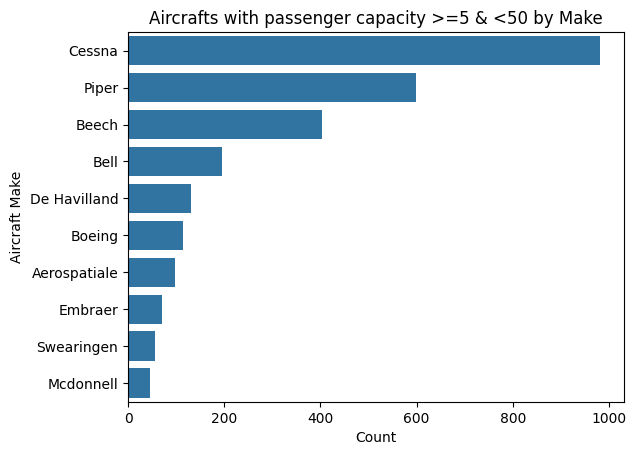 Aircrafts with passenger capacity >=5 & <50 by Make
Aircraft Make
Cessna
Piper
Beech
Bell
De Havilland
Boeing
Aerospatiale
Embraer
Swearingen
Mcdonnell
0 200 400 600 800 1000
Count